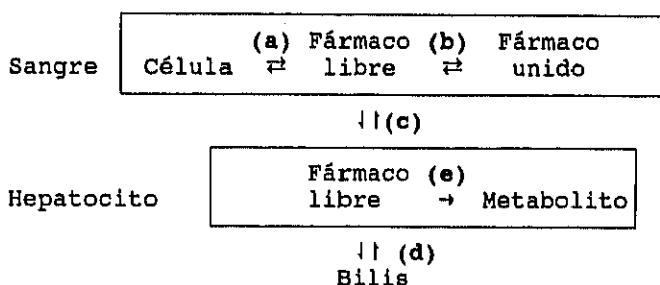 (a) Fármaco (b) Fármaco
Sangre Célula ⇄ libre ⇄ unido
↓↑(c)
Fármaco (e)
Hepatocito libre → Metabolito
↓↑ (d)
Bilis